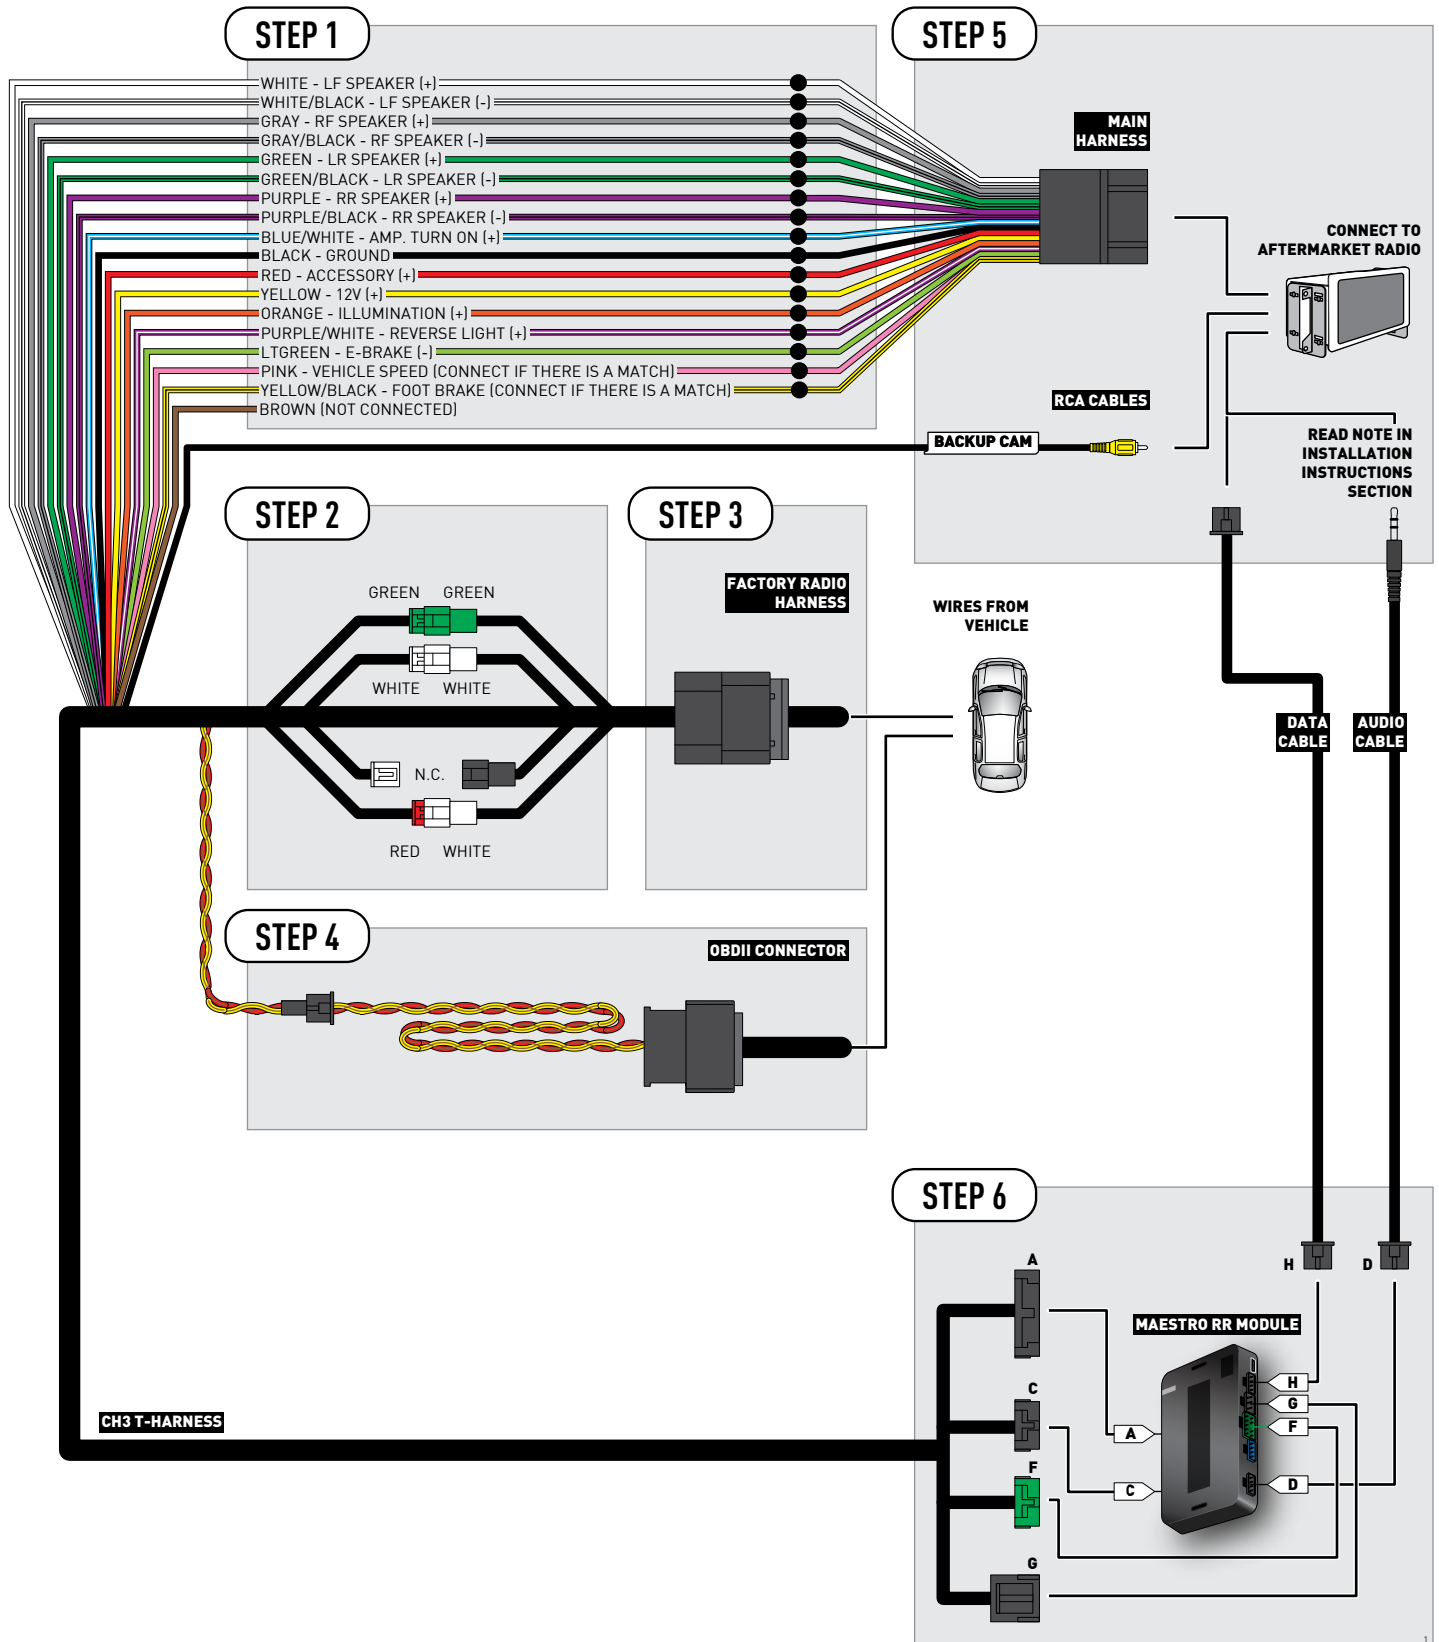 STEP 1
WHITE - LF SPEAKER (+)
WHITE/BLACK - LF SPEAKER (-)
GRAY - RF SPEAKER (+)
GRAY/BLACK - RF SPEAKER (-)
GREEN - LR SPEAKER (+)
GREEN/BLACK - LR SPEAKER (-)
PURPLE - RR SPEAKER (+)
PURPLE/BLACK - RR SPEAKER (-)
BLUE/WHITE - AMP. TURN ON (+)
BLACK - GROUND
RED - ACCESSORY (+)
YELLOW - 12V (+)
ORANGE - ILLUMINATION (+)
PURPLE/WHITE - REVERSE LIGHT (+)
LTGREEN - E-BRAKE (-)
PINK - VEHICLE SPEED (CONNECT IF THERE IS A MATCH)
YELLOW/BLACK - FOOT BRAKE (CONNECT IF THERE IS A MATCH)
BROWN (NOT CONNECTED)
STEP 5
MAIN
HARNESS
CONNECT TO
AFTERMARKET RADIO
RCA CABLES
BACKUP CAM
READ NOTE IN
INSTALLATION
INSTRUCTIONS
SECTION
STEP 2
GREEN GREEN
WHITE WHITE
N.C.
RED WHITE
STEP 3
FACTORY RADIO
HARNESS
WIRES FROM
VEHICLE
DATA
CABLE
AUDIO
CABLE
STEP 4
OBDII CONNECTOR
STEP 6
H
D
A
C
F
G
MAESTRO RR MODULE
H
G
F
D
A
C
CH3 T-HARNESS
1